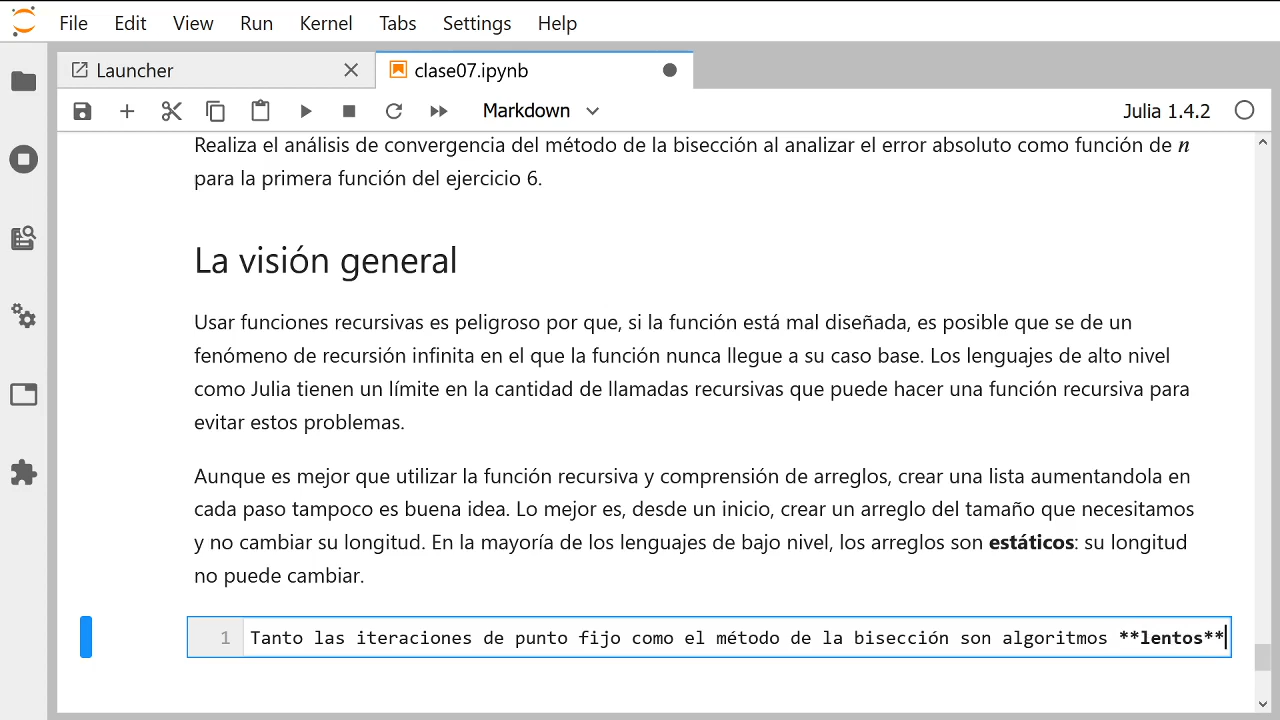 File Edit View Run Kernel Tabs Settings Help
Launcher clase07.ipynb
Markdown Julia 1.4.2
Realiza el análisis de convergencia del método de la bisección al analizar el error absoluto como función de n
para la primera función del ejercicio 6.
La visión general
Usar funciones recursivas es peligroso por que, si la función está mal diseñada, es posible que se de un
fenómeno de recursión infinita en el que la función nunca llegue a su caso base. Los lenguajes de alto nivel
como Julia tienen un límite en la cantidad de llamadas recursivas que puede hacer una función recursiva para
evitar estos problemas.
Aunque es mejor que utilizar la función recursiva y comprensión de arreglos, crear una lista aumentandola en
cada paso tampoco es buena idea. Lo mejor es, desde un inicio, crear un arreglo del tamaño que necesitamos
y no cambiar su longitud. En la mayoría de los lenguajes de bajo nivel, los arreglos son estáticos: su longitud
no puede cambiar.
1 Tanto las iteraciones de punto fijo como el método de la bisección son algoritmos **lentos**